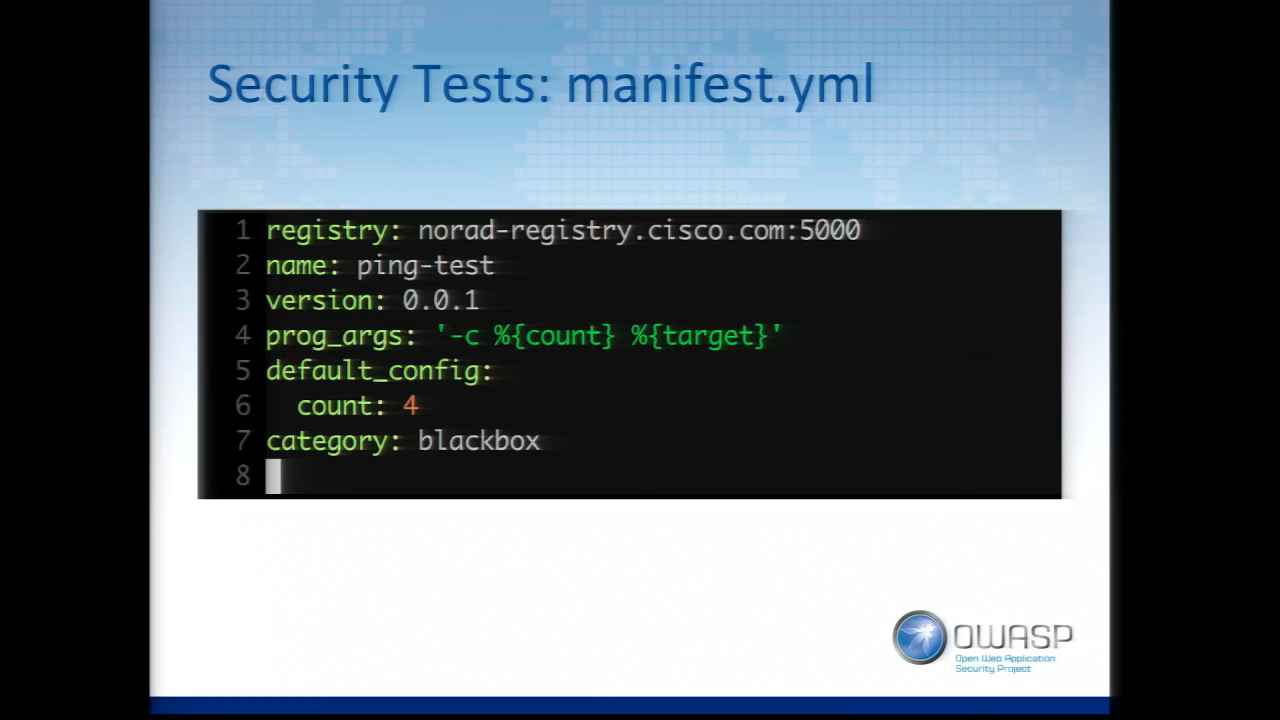 Security Tests: manifest.yml
1 registry: norad-registry.cisco.com:5000
2 name: ping-test
3 version: 0.0.1
4 prog_args: '-c %{count} %{target}'
5 default_config:
6   count: 4
7 category: blackbox
8
OWASP
Open Web Application
Security Project